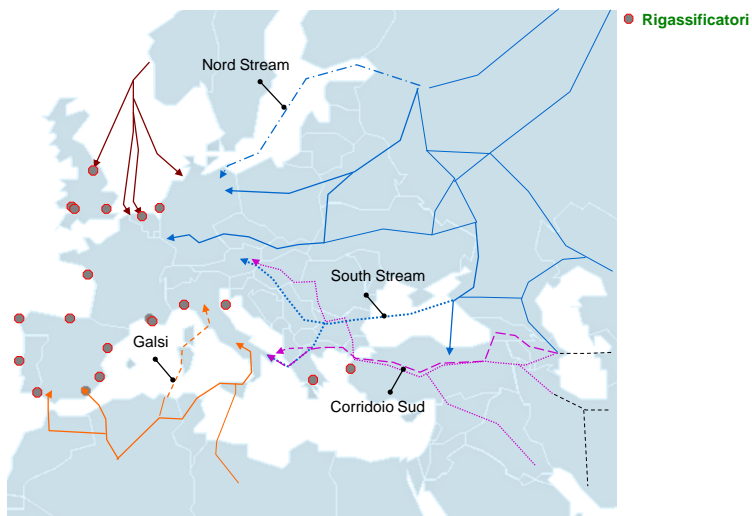 Rigassificatori
Nord Stream
South Stream
Galsi
Corridoio Sud